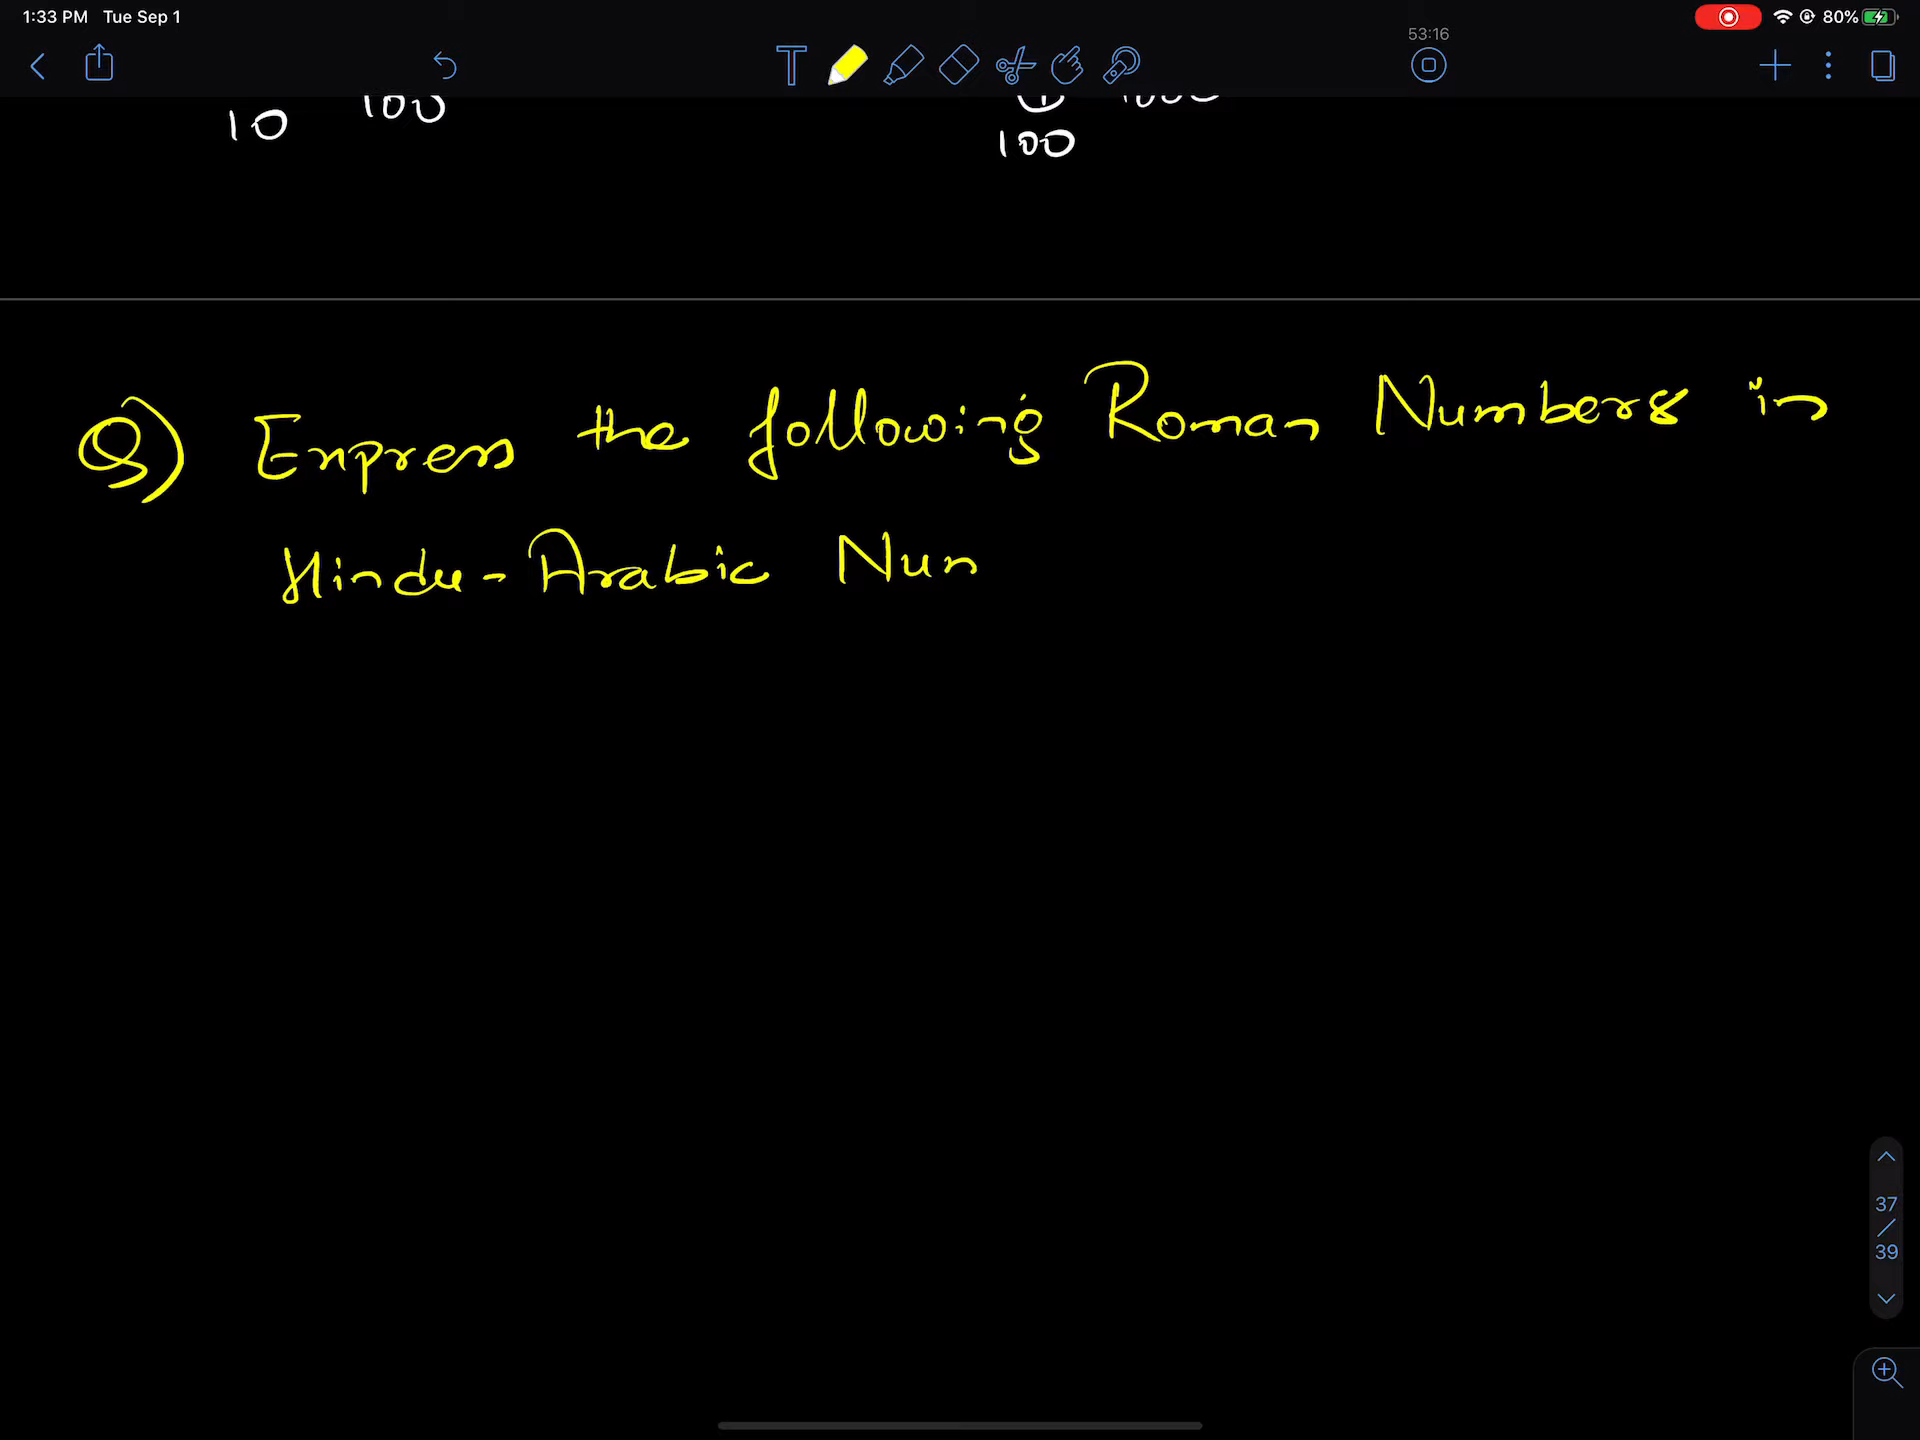 1:33 PM Tue Sep 1
80%
53:16
10 100
100
Q) Express the following Roman Numbers in
Hindu-Arabic Num
37
/
39